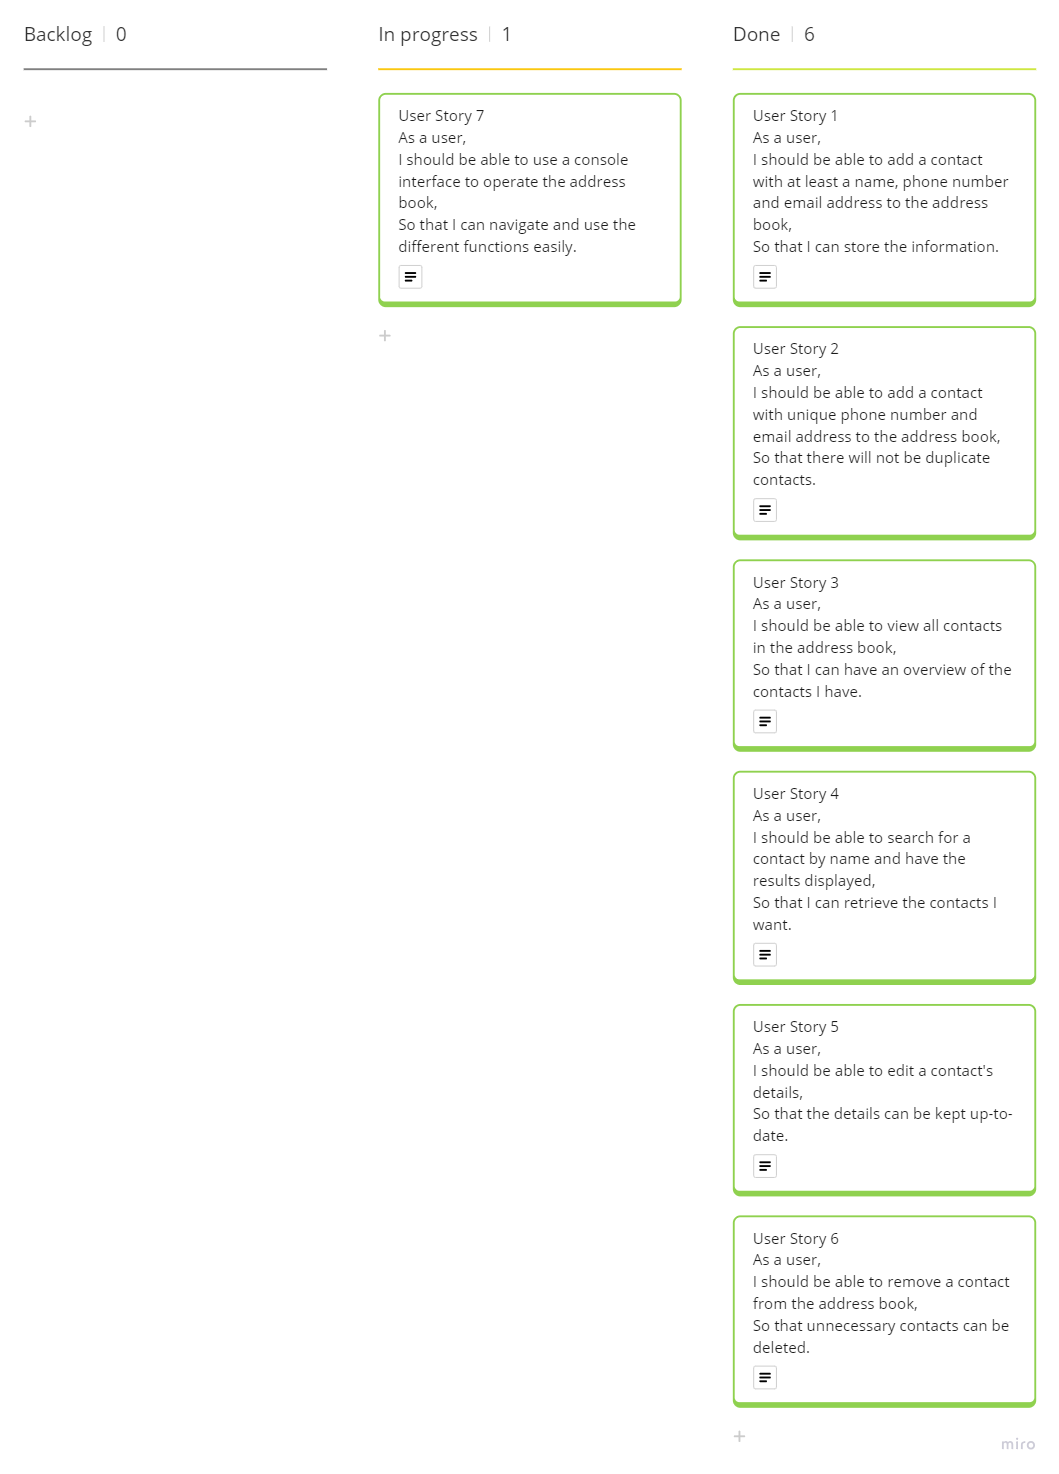 Backlog | 0
In progress | 1
Done | 6
User Story 7
As a user,
I should be able to use a console
interface to operate the address
book,
So that I can navigate and use the
different functions easily.
User Story 1
As a user,
I should be able to add a contact
with at least a name, phone number
and email address to the address
book,
So that I can store the information.
User Story 2
As a user,
I should be able to add a contact
with unique phone number and
email address to the address book,
So that there will not be duplicate
contacts.
User Story 3
As a user,
I should be able to view all contacts
in the address book,
So that I can have an overview of the
contacts I have.
User Story 4
As a user,
I should be able to search for a
contact by name and have the
results displayed,
So that I can retrieve the contacts I
want.
User Story 5
As a user,
I should be able to edit a contact's
details,
So that the details can be kept up-to-
date.
User Story 6
As a user,
I should be able to remove a contact
from the address book,
So that unnecessary contacts can be
deleted.
miro